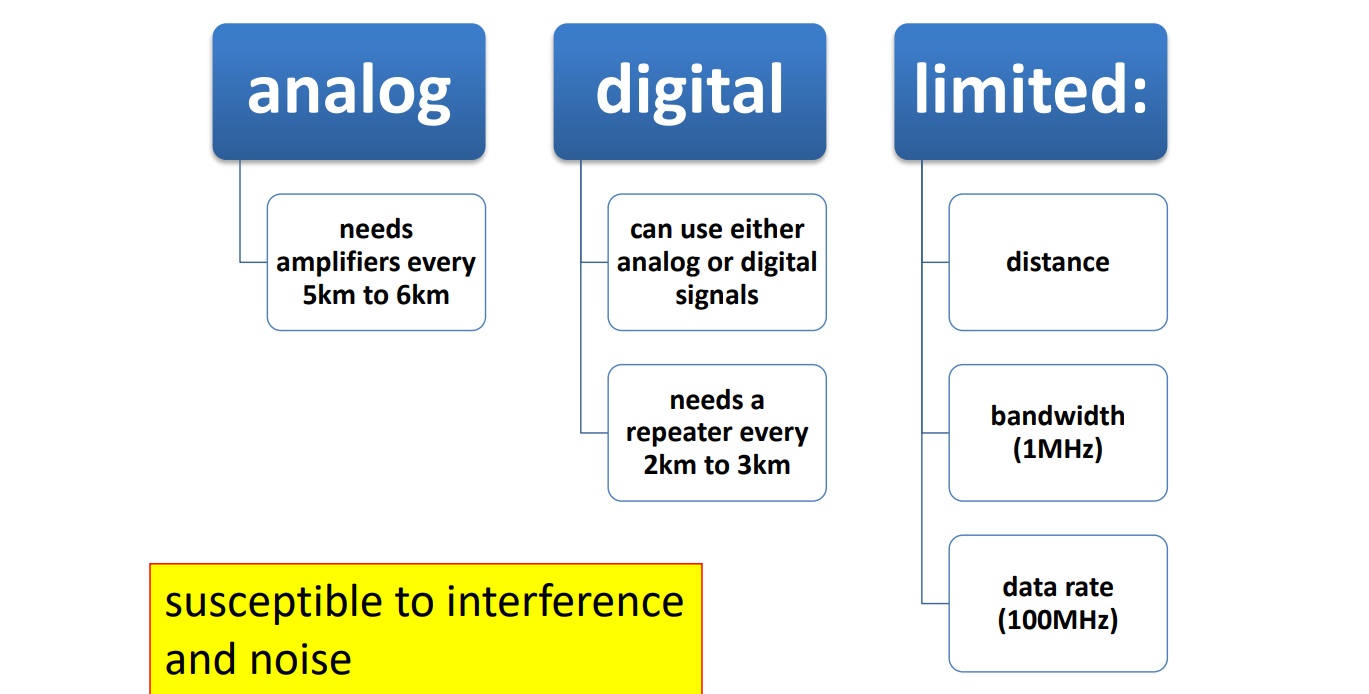 analog
needs
amplifiers every
5km to 6km
digital
can use either
analog or digital
signals
needs a
repeater every
2km to 3km
limited:
distance
bandwidth
(1MHz)
data rate
(100MHz)
susceptible to interference
and noise